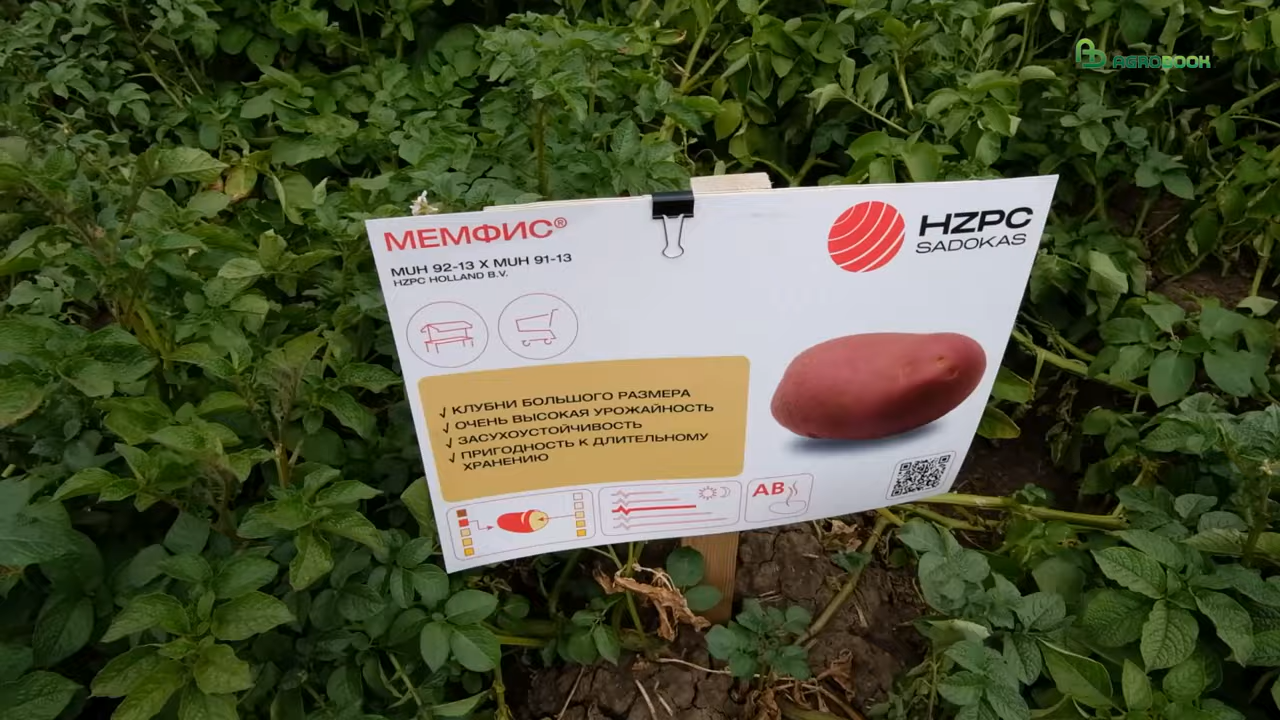 AGROBOOK
МЕМФИС®
MUH 92-13 X MUH 91-13
HZPC HOLLAND B.V.
HZPC
SADOKAS
√ КЛУБНИ БОЛЬШОГО РАЗМЕРА
√ ОЧЕНЬ ВЫСОКАЯ УРОЖАЙНОСТЬ
√ ЗАСУХОУСТОЙЧИВОСТЬ
√ ПРИГОДНОСТЬ К ДЛИТЕЛЬНОМУ
ХРАНЕНИЮ
AB